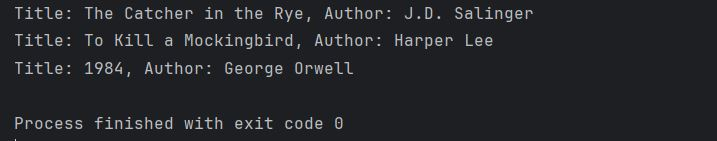 Title: The Catcher in the Rye, Author: J.D. Salinger
Title: To Kill a Mockingbird, Author: Harper Lee
Title: 1984, Author: George Orwell
Process finished with exit code 0